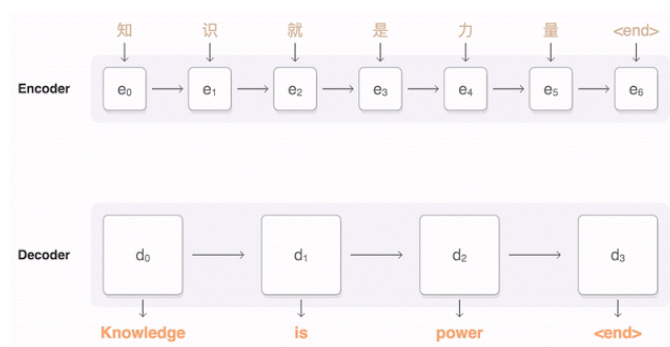 知 识 就 是 力 量 <end>
Encoder e₀ e₁ e₂ e₃ e₄ e₅ e₆
Decoder d₀ d₁ d₂ d₃
Knowledge is power <end>